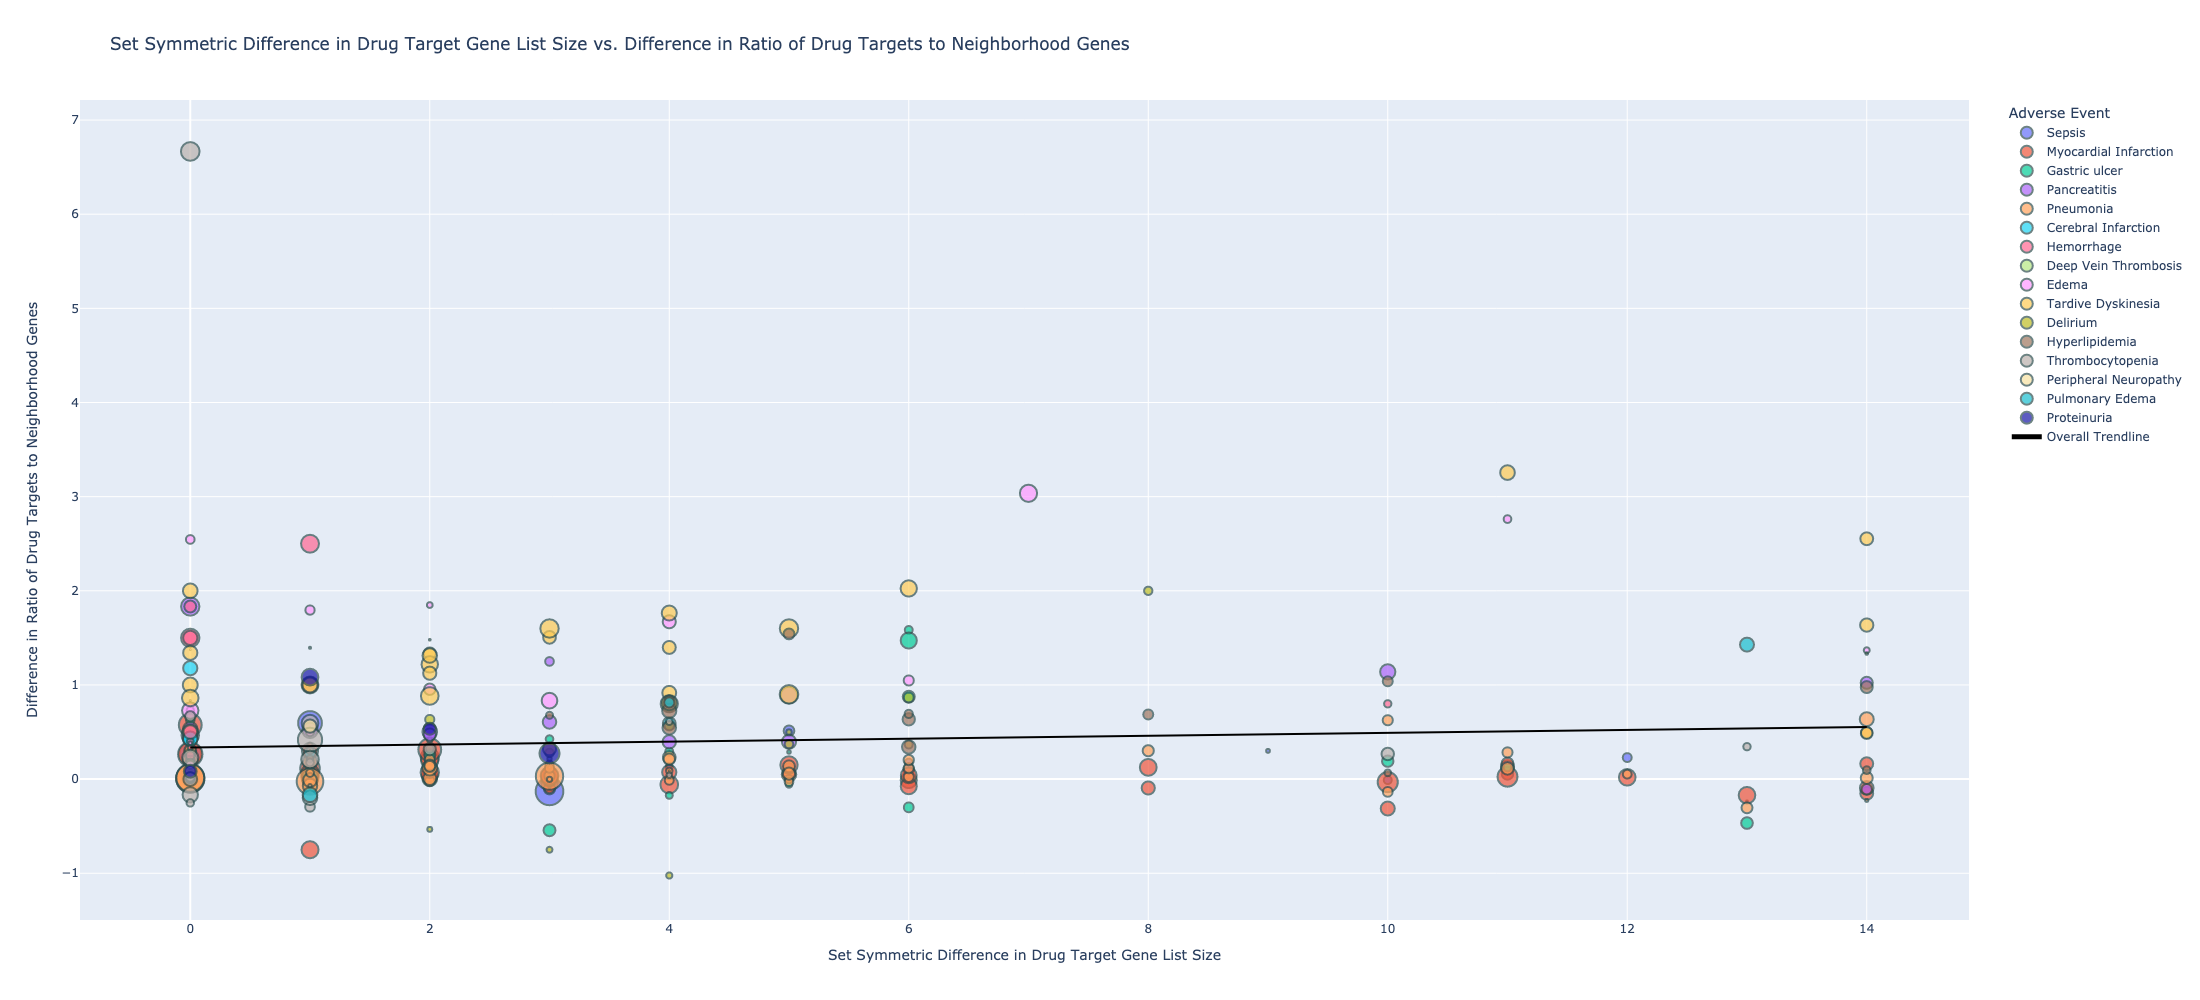 Set Symmetric Difference in Drug Target Gene List Size vs. Difference in Ratio of Drug Targets to Neighborhood Genes
Difference in Ratio of Drug Targets to Neighborhood Genes
7
6
5
4
3
2
1
0
−1
0
2
4
6
8
10
12
14
Set Symmetric Difference in Drug Target Gene List Size
Adverse Event
Sepsis
Myocardial Infarction
Gastric ulcer
Pancreatitis
Pneumonia
Cerebral Infarction
Hemorrhage
Deep Vein Thrombosis
Edema
Tardive Dyskinesia
Delirium
Hyperlipidemia
Thrombocytopenia
Peripheral Neuropathy
Pulmonary Edema
Proteinuria
Overall Trendline